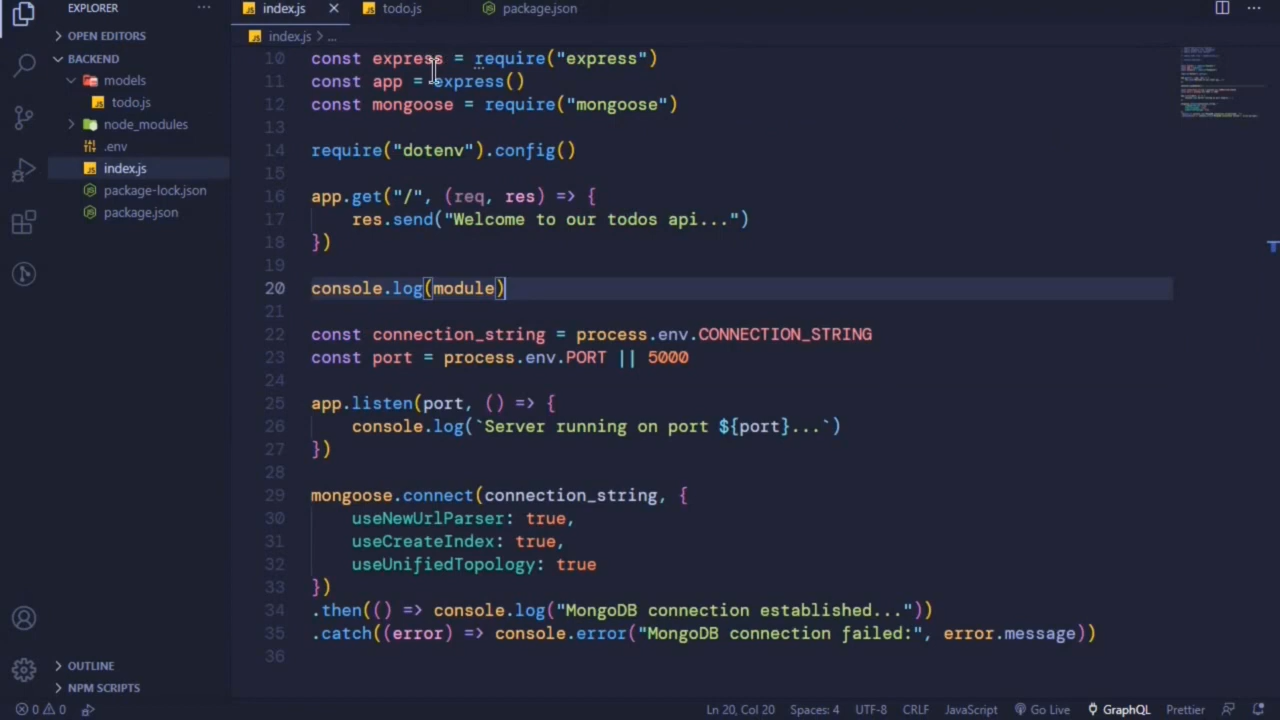 EXPLORER
···
OPEN EDITORS
BACKEND
models
JS todo.js
node_modules
.env
JS index.js
package-lock.json
package.json
OUTLINE
NPM SCRIPTS
JS index.js
JS todo.js
package.json
···
JS index.js > ...
10 const express = require("express")
11 const app = express()
12 const mongoose = require("mongoose")
13
14 require("dotenv").config()
15
16 app.get("/", (req, res) => {
17 res.send("Welcome to our todos api...")
18 })
19
20 console.log(module)
21
22 const connection_string = process.env.CONNECTION_STRING
23 const port = process.env.PORT || 5000
24
25 app.listen(port, () => {
26 console.log(`Server running on port ${port}...`)
27 })
28
29 mongoose.connect(connection_string, {
30 useNewUrlParser: true,
31 useCreateIndex: true,
32 useUnifiedTopology: true
33 })
34 .then(() => console.log("MongoDB connection established..."))
35 .catch((error) => console.error("MongoDB connection failed:", error.message))
36
0 0 Ln 20, Col 20 Spaces: 4 UTF-8 CRLF JavaScript Go Live GraphQL Prettier